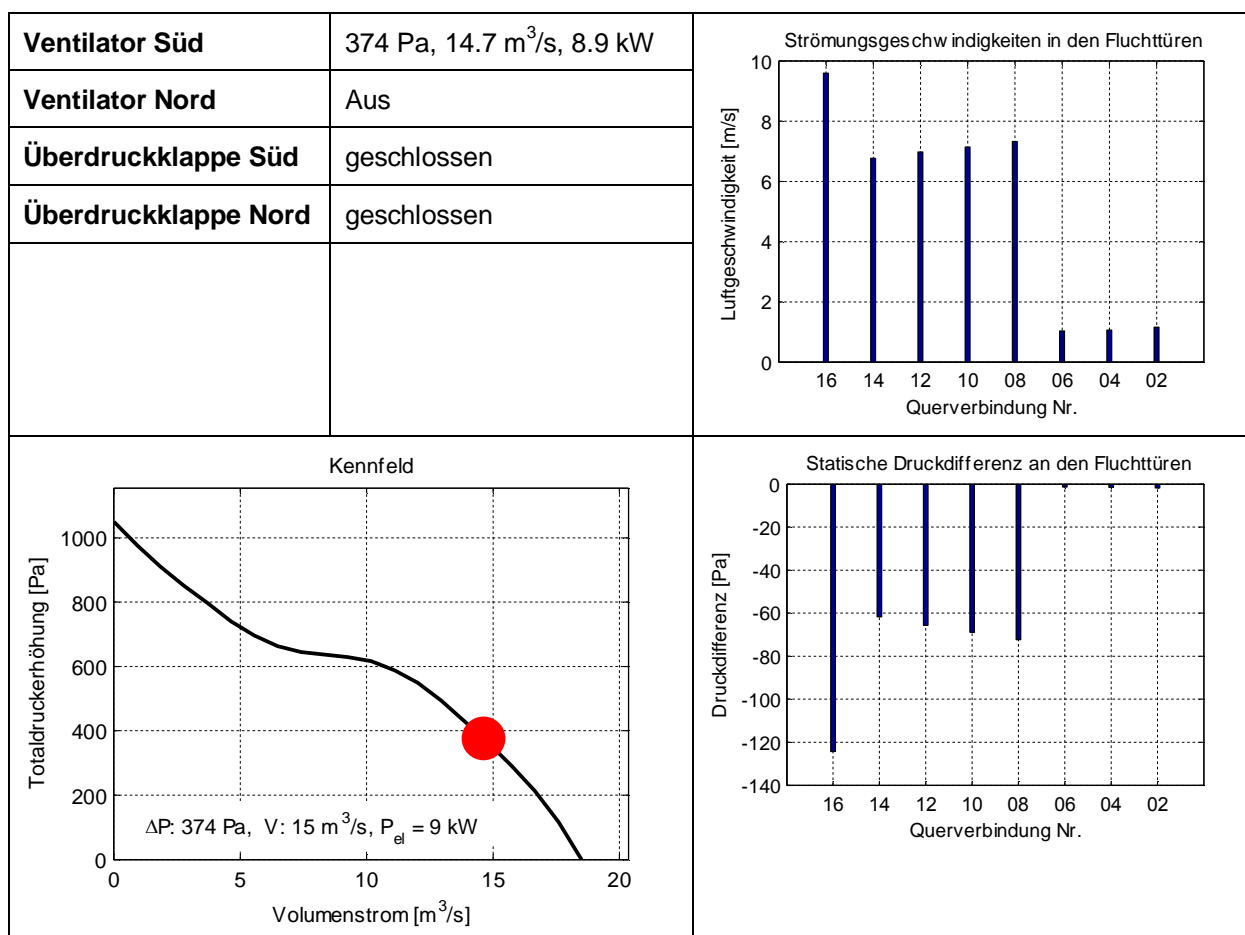 Ventilator Süd 374 Pa, 14.7 m³/s, 8.9 kW
Ventilator Nord Aus
Überdruckklappe Süd geschlossen
Überdruckklappe Nord geschlossen
Strömungsgeschwindigkeiten in den Fluchttüren
10
8
6
4
2
0
Luftgeschwindigkeit [m/s]
16 14 12 10 08 06 04 02
Querverbindung Nr.
Kennfeld
1000
800
600
400
200
0
Totaldruckerhöhung [Pa]
ΔP: 374 Pa, V: 15 m³/s, Pel = 9 kW
0 5 10 15 20
Volumenstrom [m³/s]
Statische Druckdifferenz an den Fluchttüren
0
-20
-40
-60
-80
-100
-120
-140
Druckdifferenz [Pa]
16 14 12 10 08 06 04 02
Querverbindung Nr.